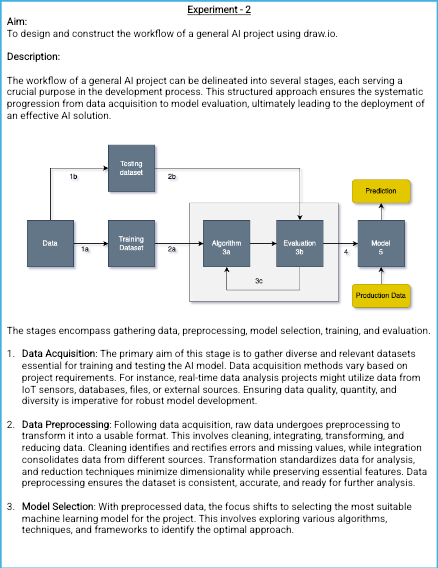 Experiment - 2
Aim:
To design and construct the workflow of a general AI project using draw.io.
Description:
The workflow of a general AI project can be delineated into several stages, each serving a
crucial purpose in the development process. This structured approach ensures the systematic
progression from data acquisition to model evaluation, ultimately leading to the deployment of
an effective AI solution.
Testing
dataset
1b
2b
Prediction
Data
1a
Training
Dataset
2a
Algorithm
3a
Evaluation
3b
4
Model
5
3c
Production Data
The stages encompass gathering data, preprocessing, model selection, training, and evaluation.
1. Data Acquisition: The primary aim of this stage is to gather diverse and relevant datasets
essential for training and testing the AI model. Data acquisition methods vary based on
project requirements. For instance, real-time data analysis projects might utilize data from
IoT sensors, databases, files, or external sources. Ensuring data quality, quantity, and
diversity is imperative for robust model development.
2. Data Preprocessing: Following data acquisition, raw data undergoes preprocessing to
transform it into a usable format. This involves cleaning, integrating, transforming, and
reducing data. Cleaning identifies and rectifies errors and missing values, while integration
consolidates data from different sources. Transformation standardizes data for analysis,
and reduction techniques minimize dimensionality while preserving essential features. Data
preprocessing ensures the dataset is consistent, accurate, and ready for further analysis.
3. Model Selection: With preprocessed data, the focus shifts to selecting the most suitable
machine learning model for the project. This involves exploring various algorithms,
techniques, and frameworks to identify the optimal approach.